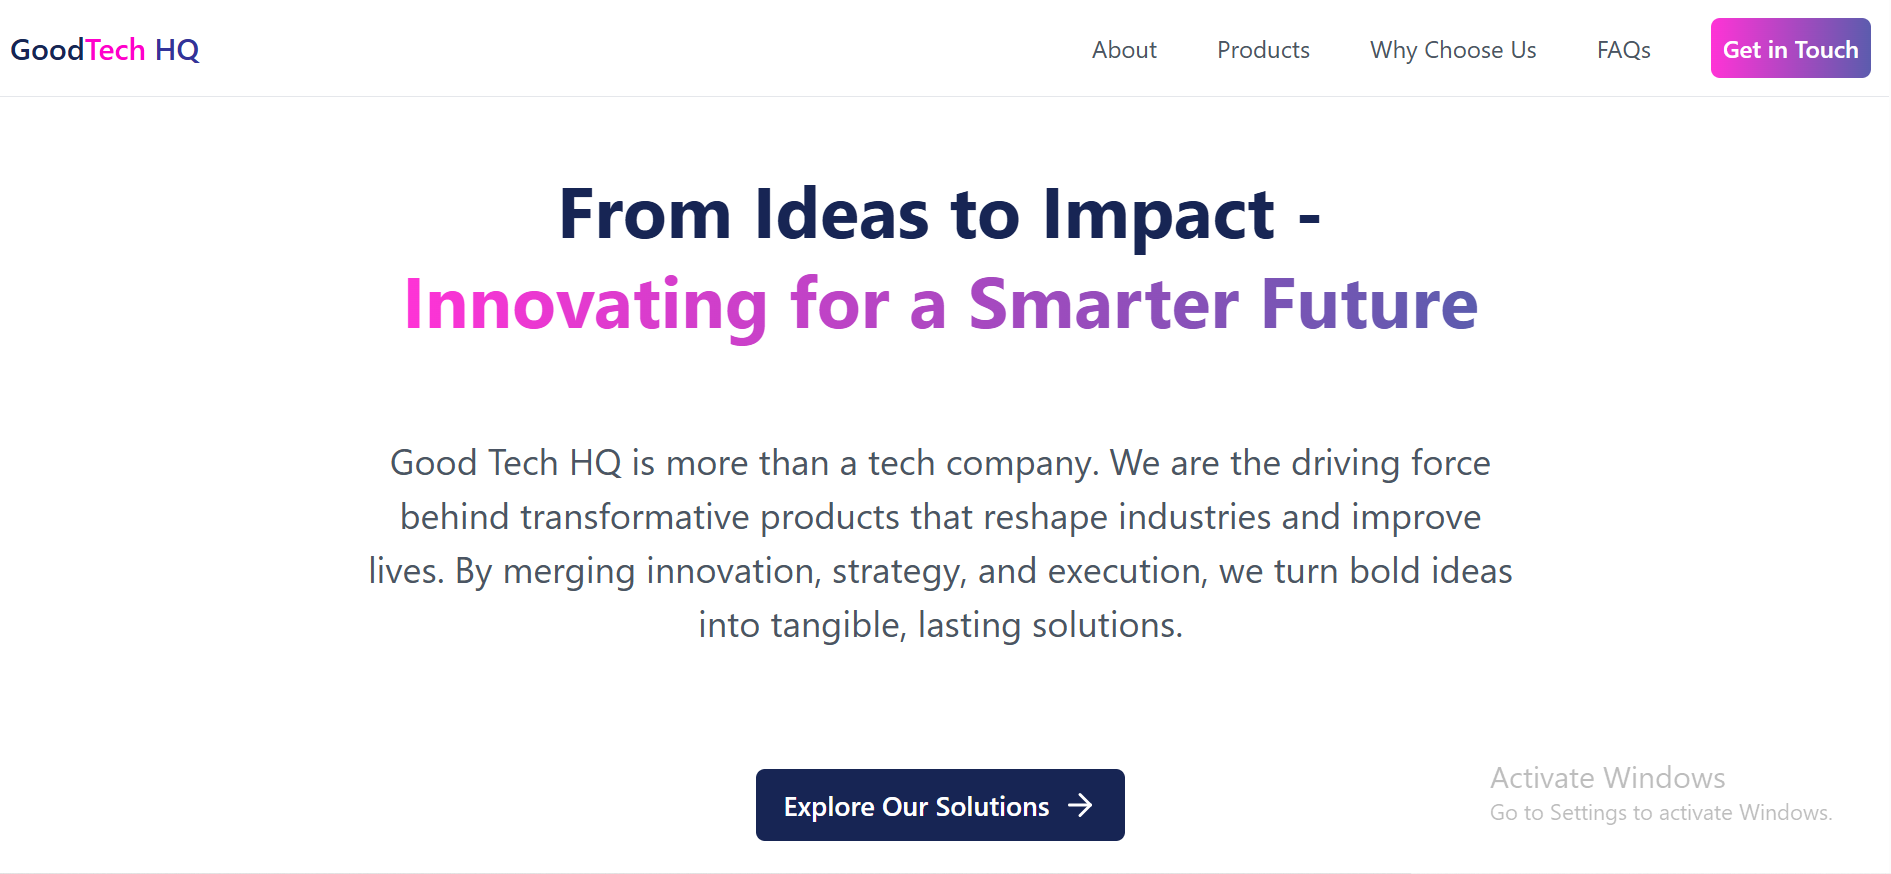 GoodTech HQ
About
Products
Why Choose Us
FAQs
Get in Touch
From Ideas to Impact -
Innovating for a Smarter Future
Good Tech HQ is more than a tech company. We are the driving force
behind transformative products that reshape industries and improve
lives. By merging innovation, strategy, and execution, we turn bold ideas
into tangible, lasting solutions.
Explore Our Solutions →
Activate Windows
Go to Settings to activate Windows.